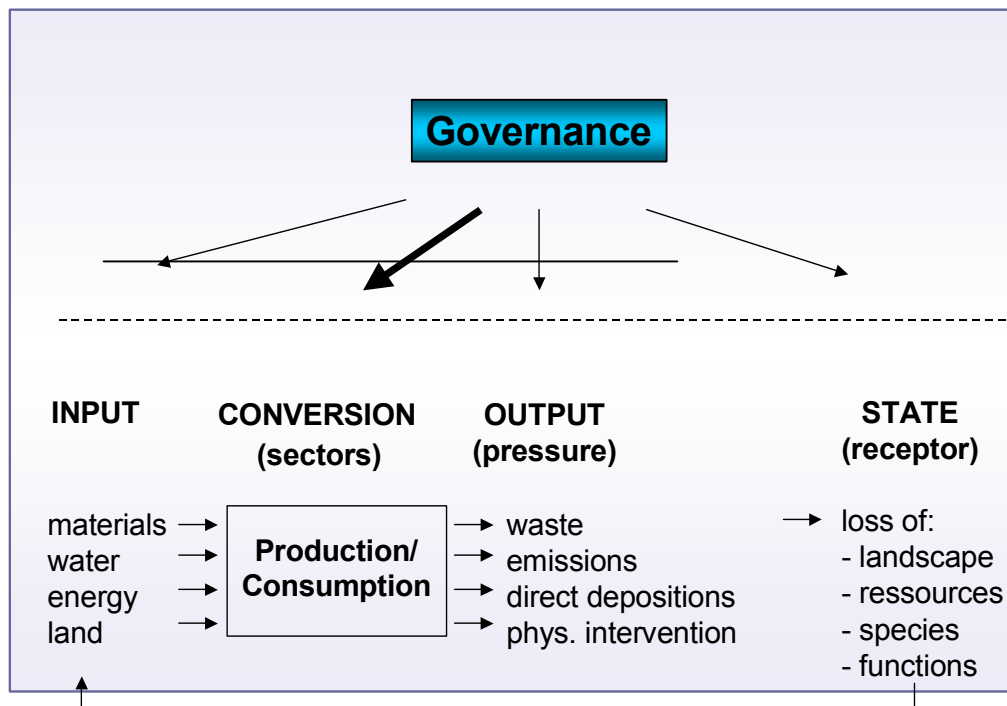 Governance
INPUT
CONVERSION
(sectors)
OUTPUT
(pressure)
STATE
(receptor)
materials
water
energy
land
Production/
Consumption
waste
emissions
direct depositions
phys. intervention
loss of:
- landscape
- ressources
- species
- functions